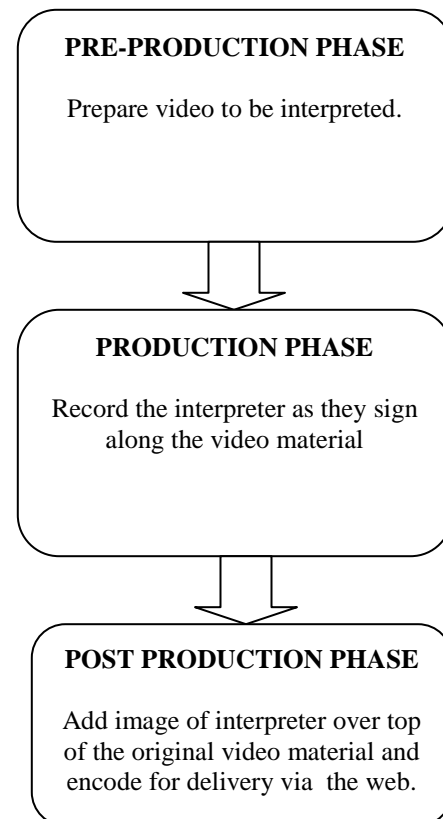 PRE-PRODUCTION PHASE
Prepare video to be interpreted.
PRODUCTION PHASE
Record the interpreter as they sign
along the video material
POST PRODUCTION PHASE
Add image of interpreter over top
of the original video material and
encode for delivery via the web.